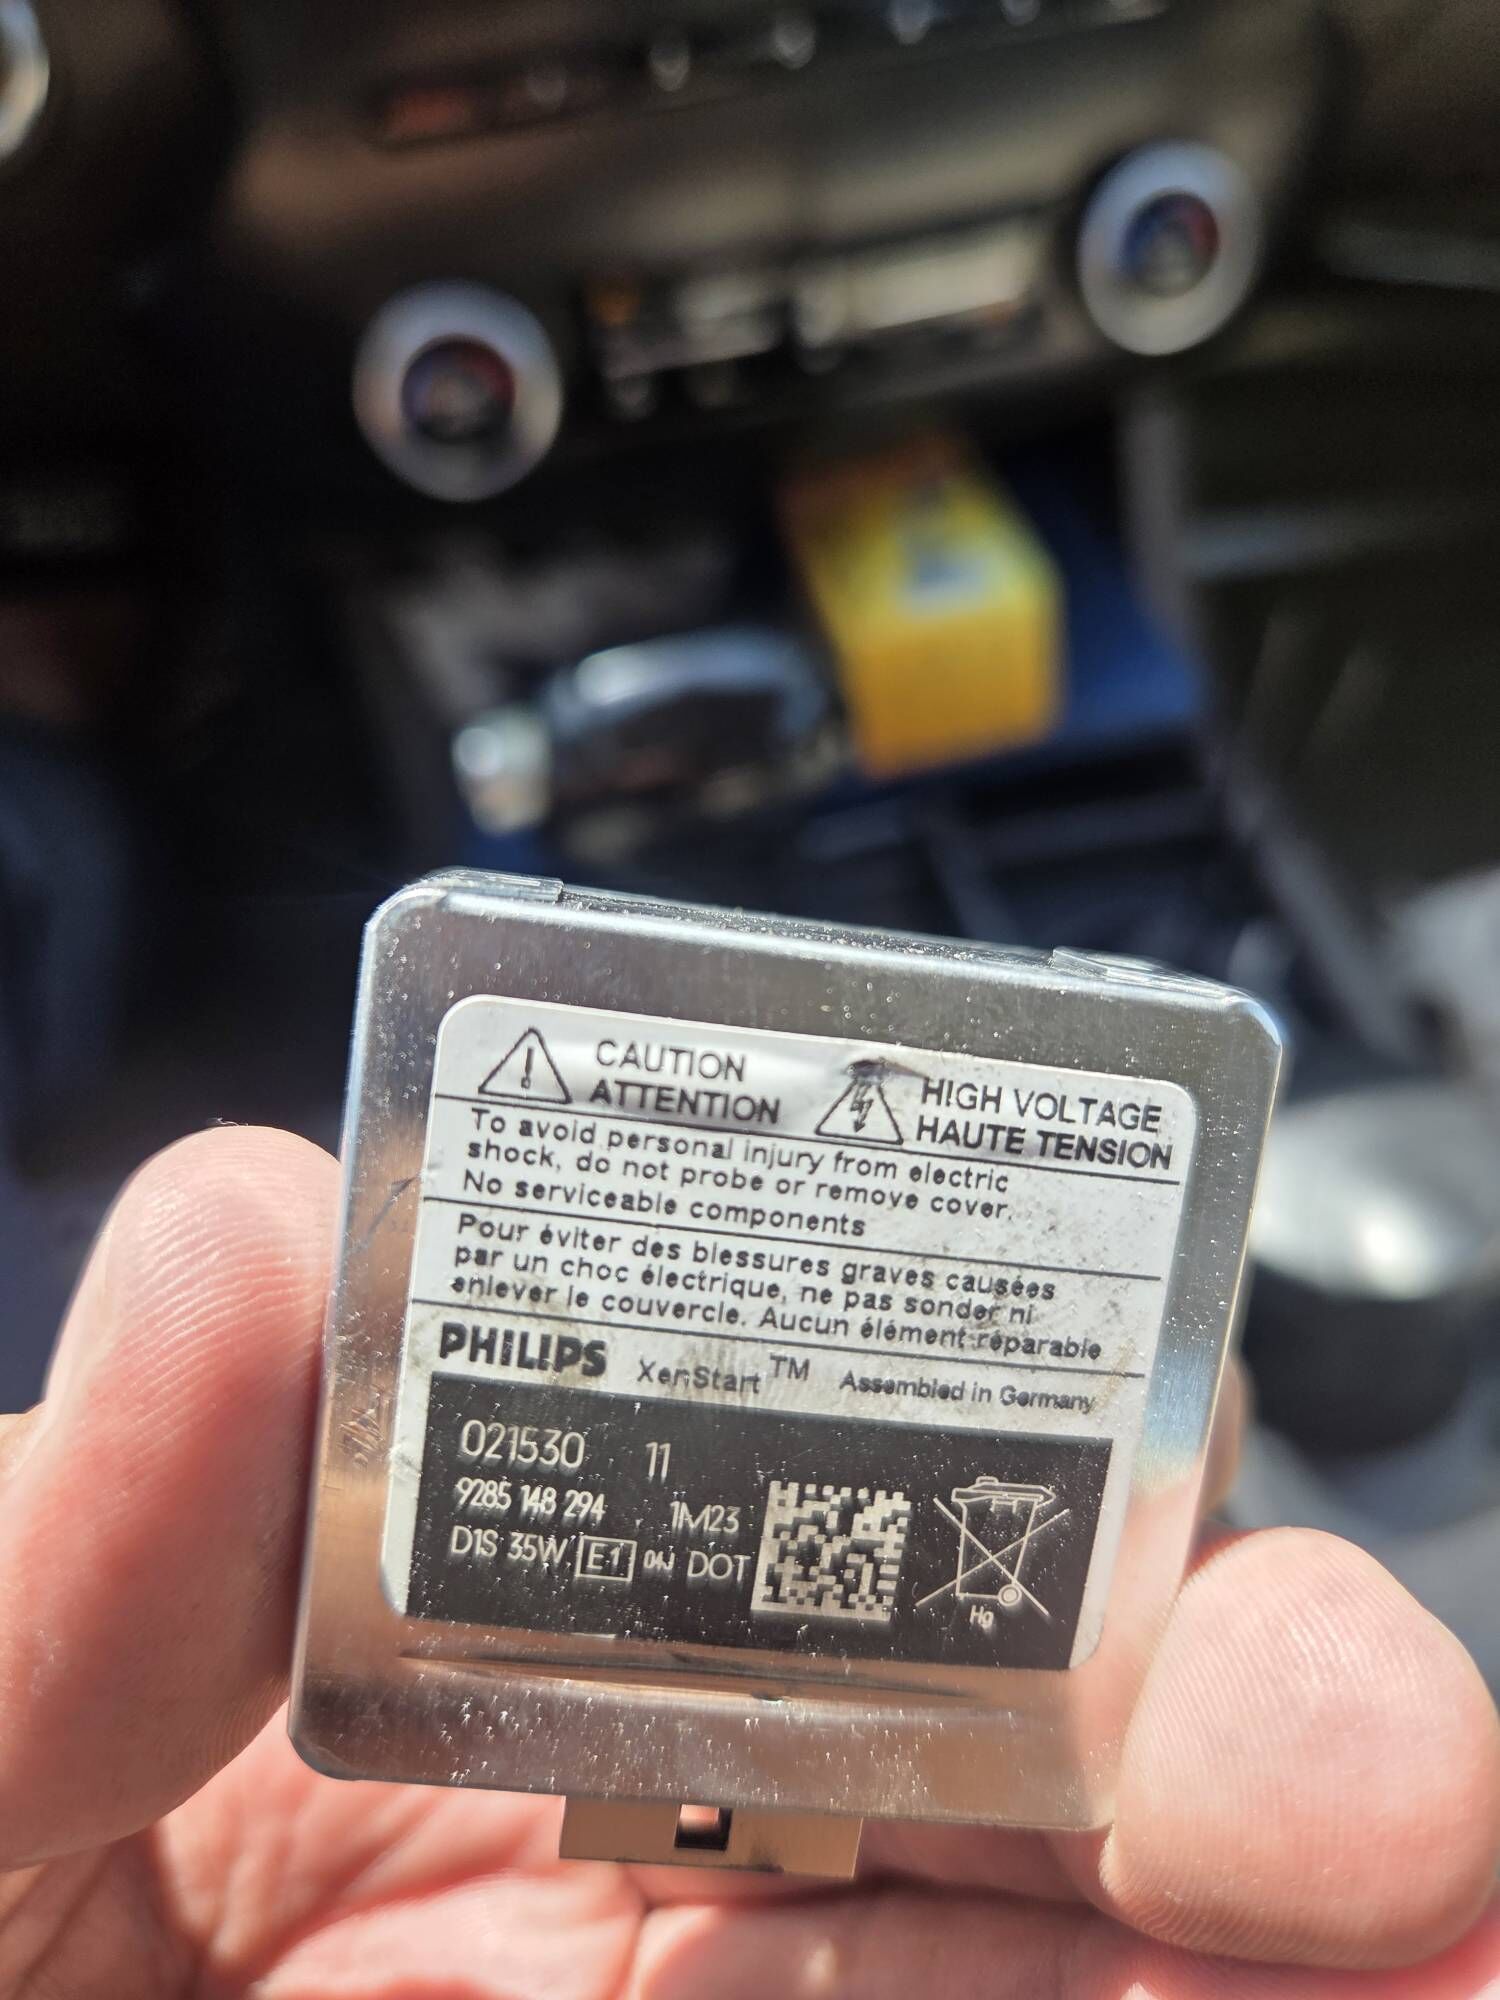 CAUTION
ATTENTION
HIGH VOLTAGE
HAUTE TENSION
To avoid personal injury from electric
shock, do not probe or remove cover.
No serviceable components
Pour éviter des blessures graves causées
par un choc électrique, ne pas sonder ni
enlever le couvercle. Aucun élément réparable
PHILIPS XenStart™ Assembled in Germany
021530 11
9285 148 294 1M23
D1S 35W E1 04J DOT
Hg